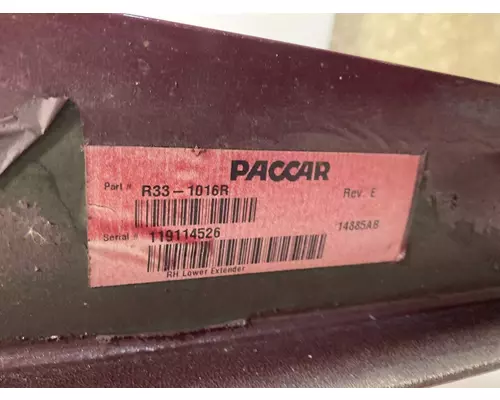 PACCAR
Part # R33-1016R Rev. E
Serial # 119114526 14885AB
RH Lower Extender